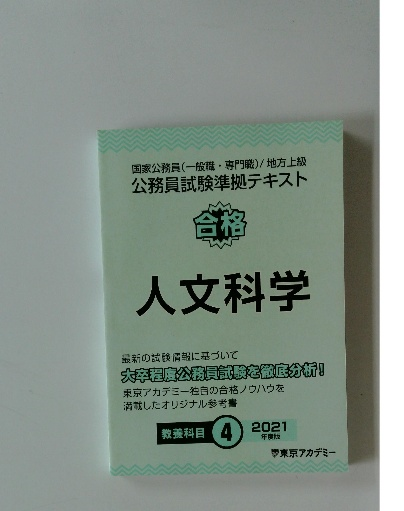 国家公務員(一般職・専門職)/地方上級
公務員試験準拠テキスト
合格
人文科学
最新の試験情報に基づいて
大卒程度公務員試験を徹底分析!
東京アカデミー独自の合格ノウハウを
満載したオリジナル参考書
教養科目 4 2021
年度版
東京アカデミー